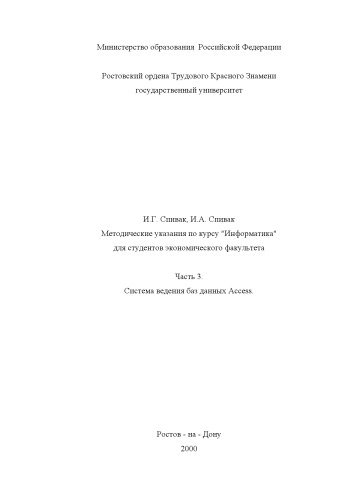 Министерство образования Российской Федерации
Ростовский ордена Трудового Красного Знамени
государственный университет
И.Г. Спивак, И.А. Спивак
Методические указания по курсу "Информатика"
для студентов экономического факультета
Часть 3.
Система ведения баз данных Access.
Ростов - на - Дону
2000